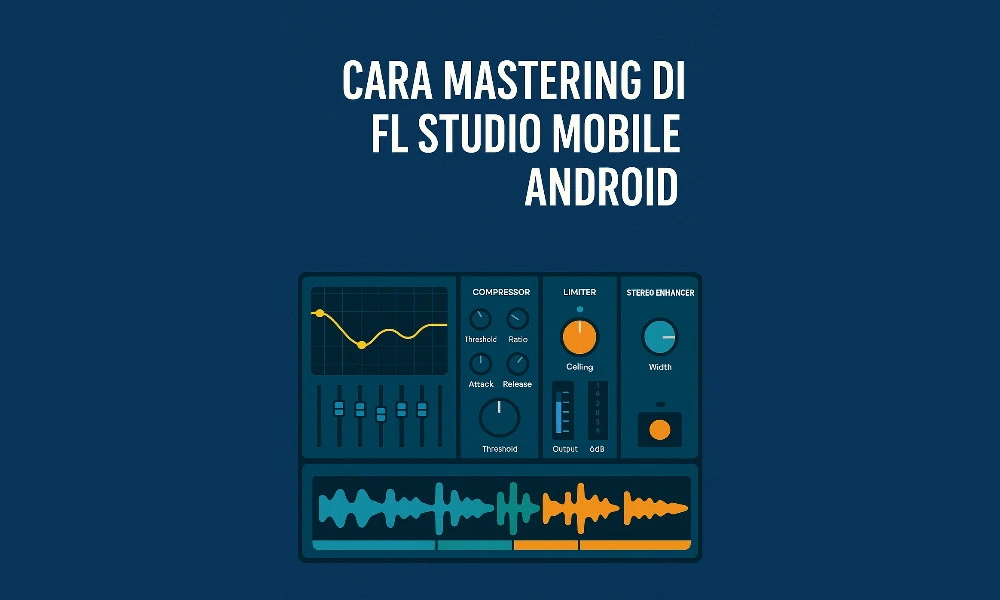 CARA MASTERING DI
FL STUDIO MOBILE
ANDROID
COMPRESSOR
Threshold Ratio
Attack Release
Threshold
LIMITER
Celling
Output 6dB
STEREO ENHANCER
Width